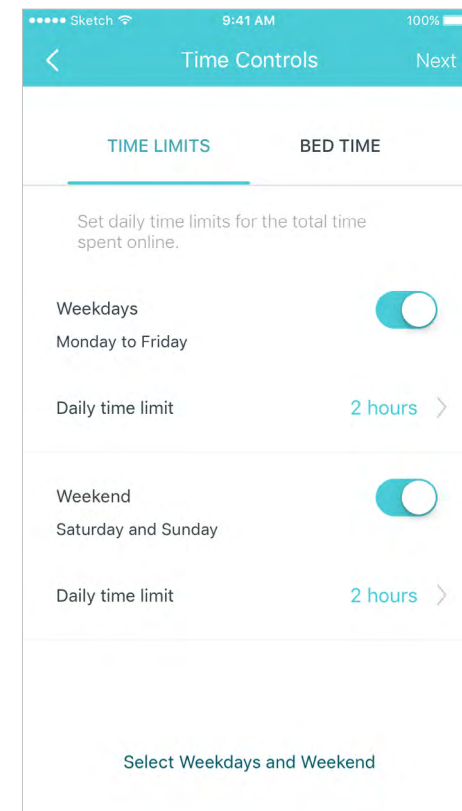 Sketch 9:41 AM 100%
Time Controls Next
TIME LIMITS BED TIME
Set daily time limits for the total time
spent online.
Weekdays
Monday to Friday
Daily time limit 2 hours
Weekend
Saturday and Sunday
Daily time limit 2 hours
Select Weekdays and Weekend